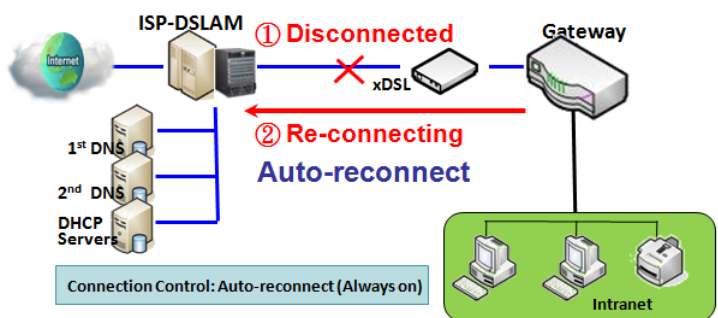 ISP-DSLAM
① Disconnected
Gateway
Internet
xDSL
② Re-connecting
1st DNS
Auto-reconnect
2nd DNS
DHCP
Servers
Connection Control: Auto-reconnect (Always on)
Intranet